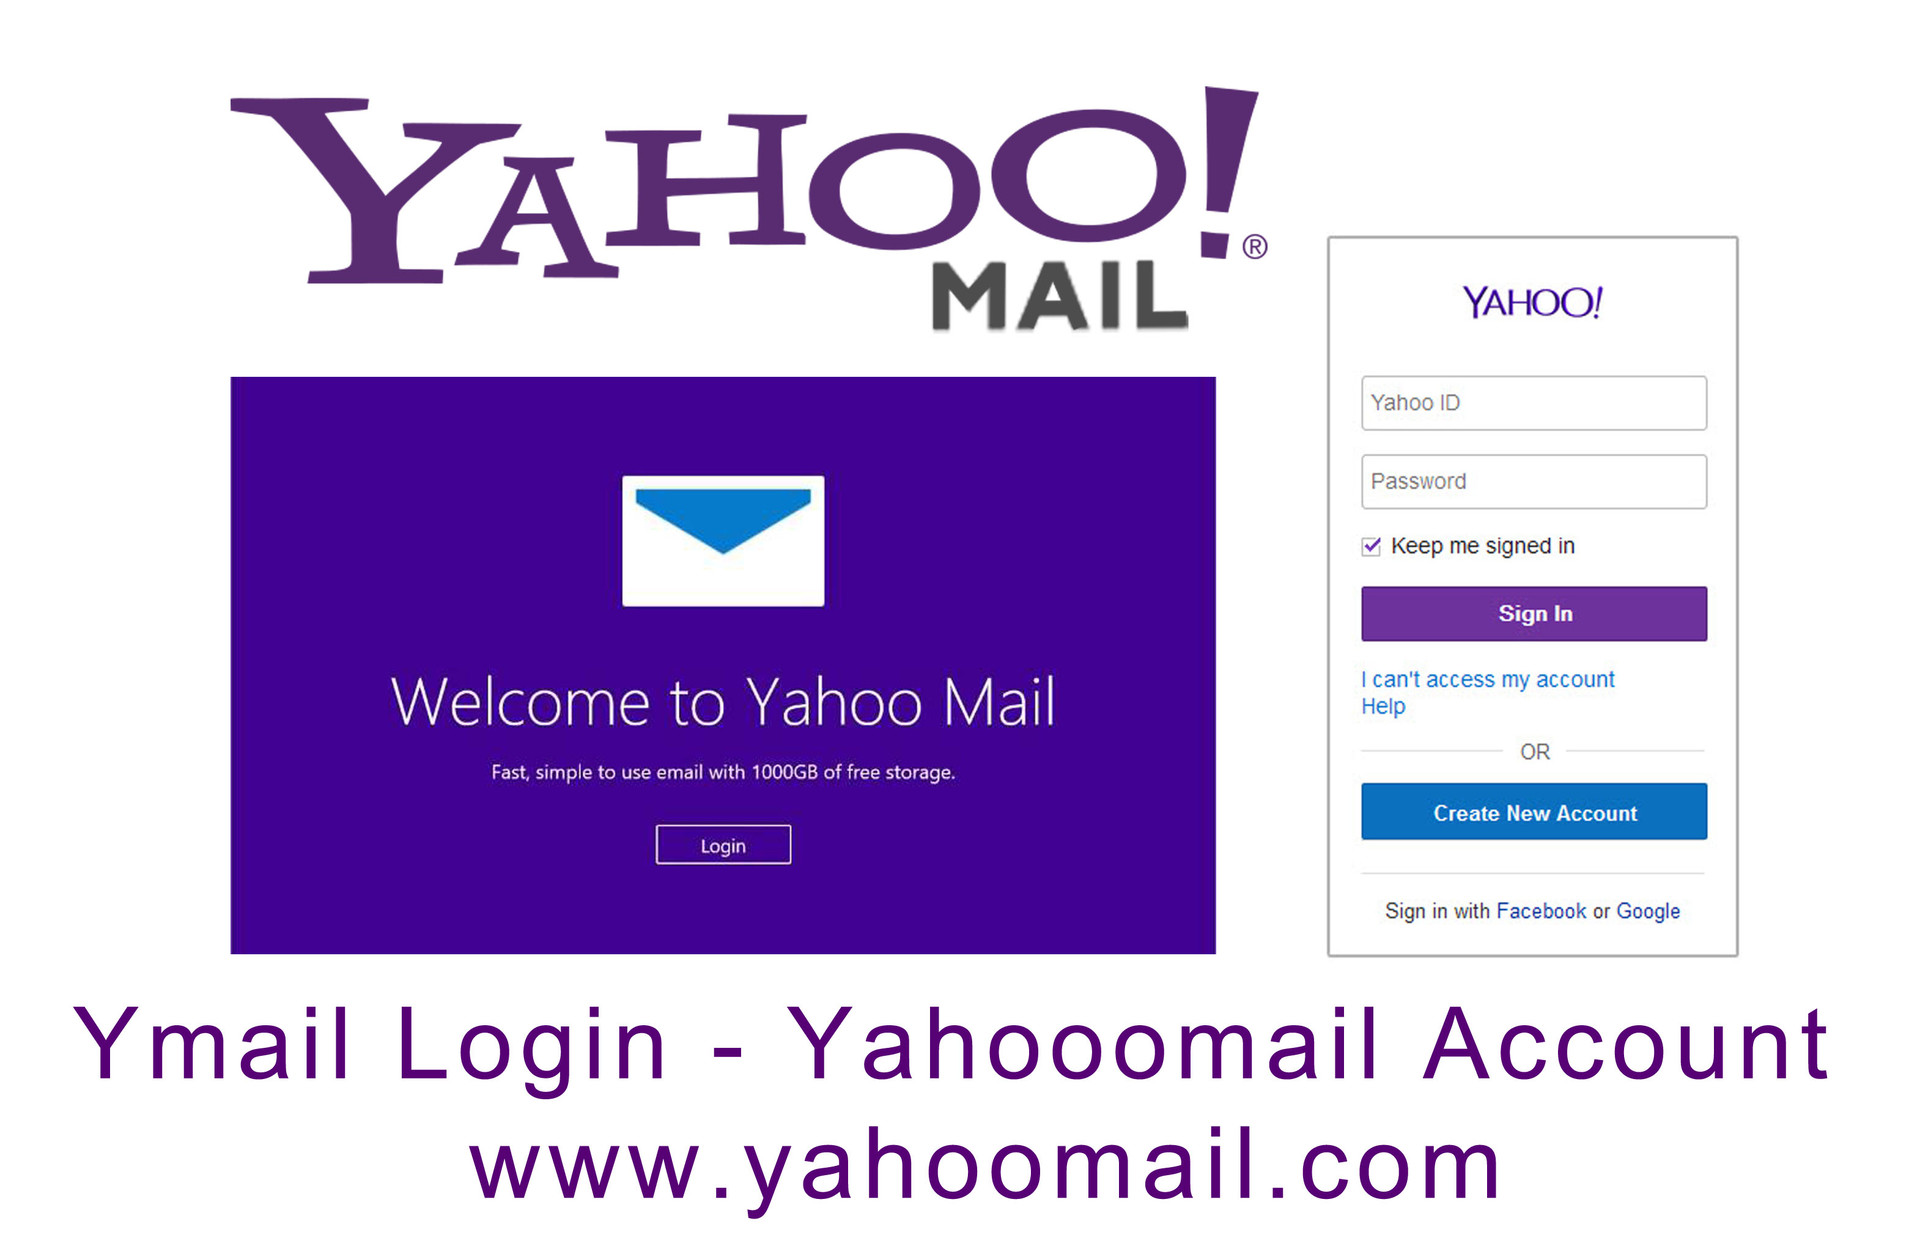 YAHOO!®
MAIL
Welcome to Yahoo Mail
Fast, simple to use email with 1000GB of free storage.
Login
YAHOO!
Yahoo ID
Password
Keep me signed in
Sign In
I can't access my account
Help
OR
Create New Account
Sign in with Facebook or Google
Ymail Login - Yahooomail Account
www.yahoomail.com